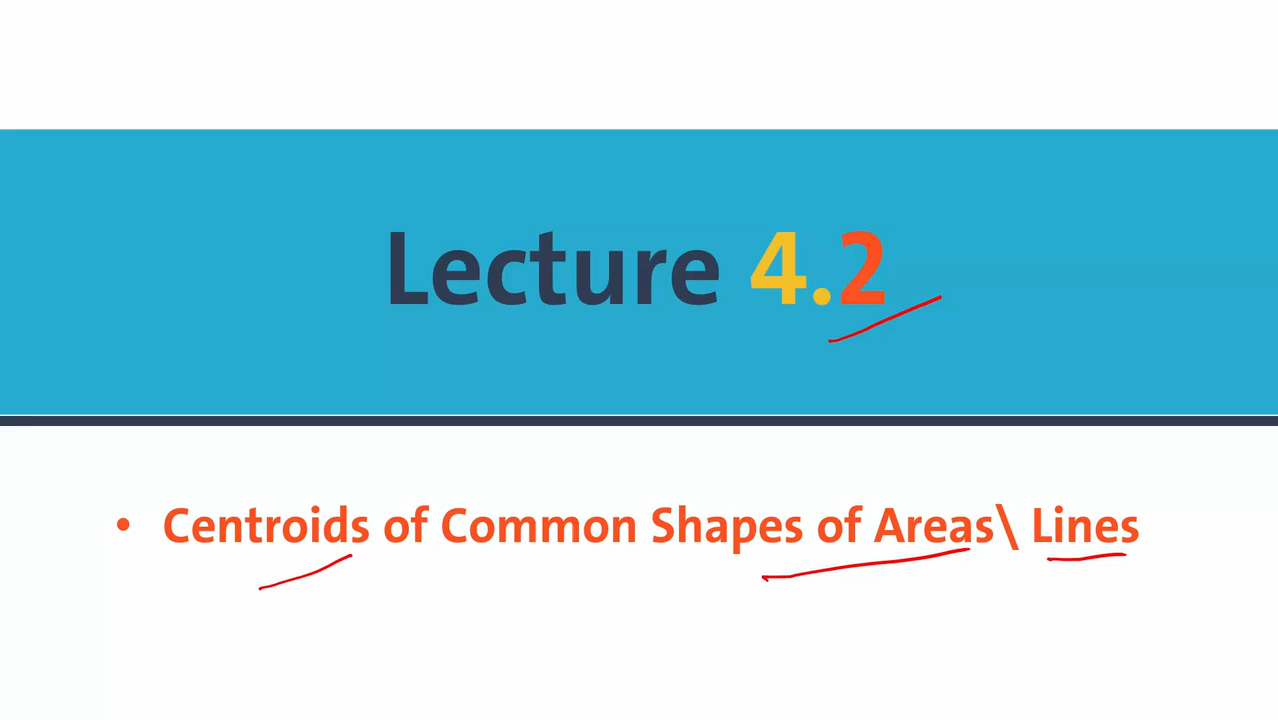 Lecture 4.2
• Centroids of Common Shapes of Areas\ Lines